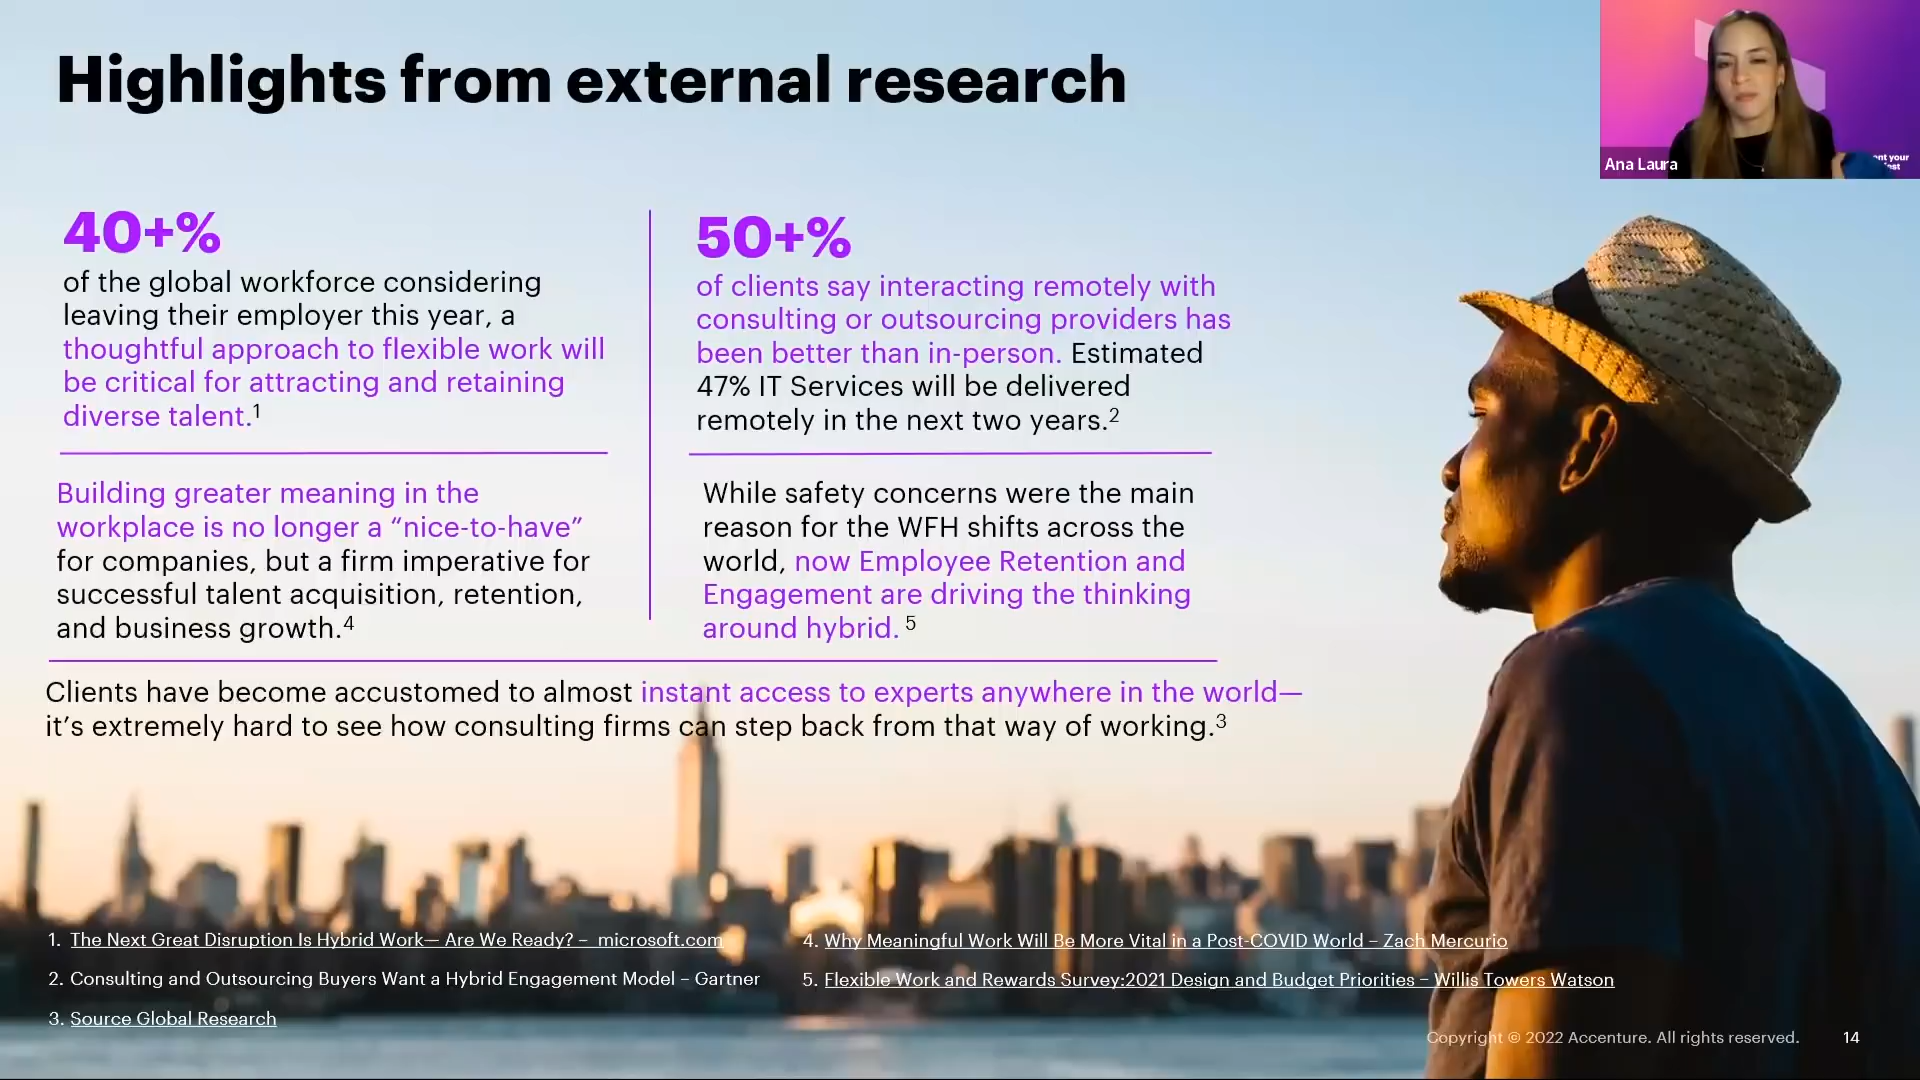 Highlights from external research
Ana Laura
40+%
of the global workforce considering
leaving their employer this year, a
thoughtful approach to flexible work will
be critical for attracting and retaining
diverse talent.¹
50+%
of clients say interacting remotely with
consulting or outsourcing providers has
been better than in-person. Estimated
47% IT Services will be delivered
remotely in the next two years.²
Building greater meaning in the
workplace is no longer a “nice-to-have”
for companies, but a firm imperative for
successful talent acquisition, retention,
and business growth.⁴
While safety concerns were the main
reason for the WFH shifts across the
world, now Employee Retention and
Engagement are driving the thinking
around hybrid. ⁵
Clients have become accustomed to almost instant access to experts anywhere in the world—
it’s extremely hard to see how consulting firms can step back from that way of working.³
1. The Next Great Disruption Is Hybrid Work— Are We Ready? – microsoft.com
2. Consulting and Outsourcing Buyers Want a Hybrid Engagement Model – Gartner
3. Source Global Research
4. Why Meaningful Work Will Be More Vital in a Post-COVID World – Zach Mercurio
5. Flexible Work and Rewards Survey:2021 Design and Budget Priorities – Willis Towers Watson
Copyright © 2022 Accenture. All rights reserved. 14